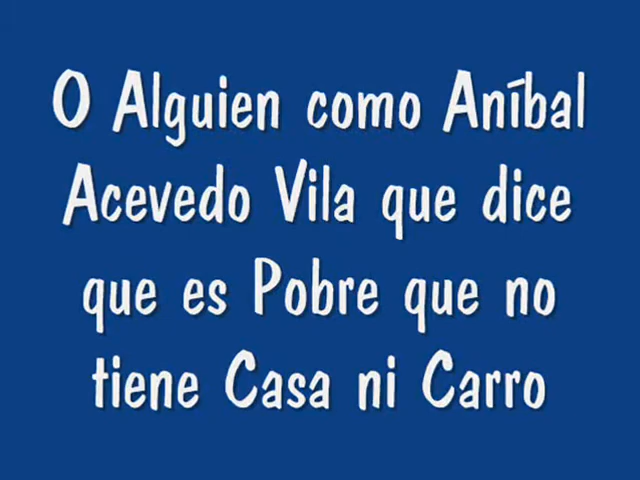 O Alguien como Aníbal
Acevedo Vila que dice
que es Pobre que no
tiene Casa ni Carro